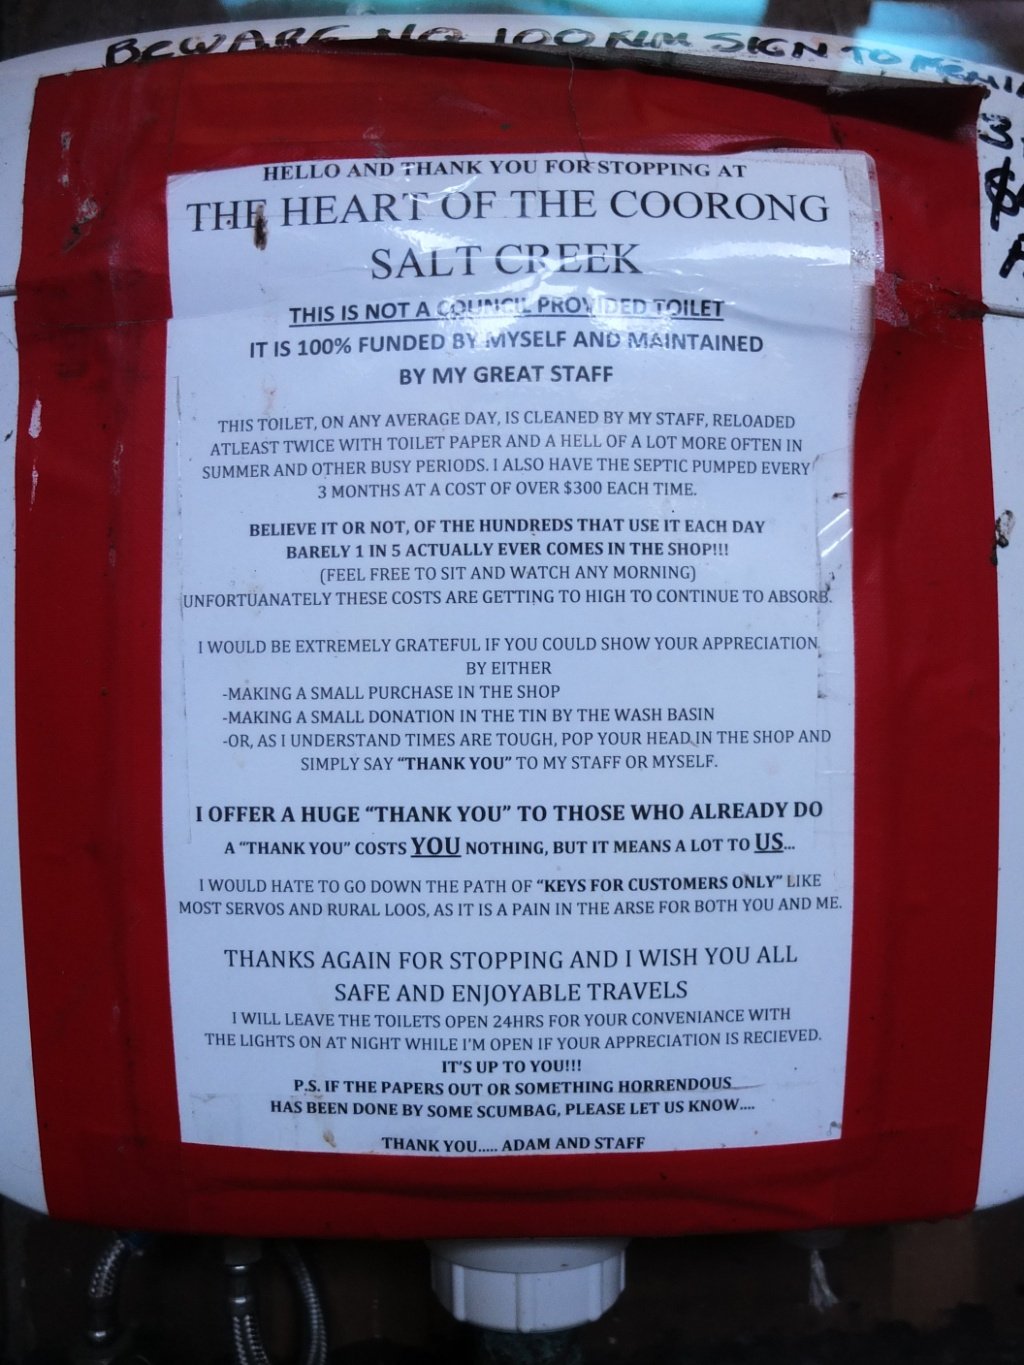 BEWARE NO 100KM SIGN TO
HELLO AND THANK YOU FOR STOPPING AT
THE HEART OF THE COORONG
SALT CREEK
THIS IS NOT A COUNCIL PROVIDED TOILET
IT IS 100% FUNDED BY MYSELF AND MAINTAINED
BY MY GREAT STAFF
THIS TOILET, ON ANY AVERAGE DAY, IS CLEANED BY MY STAFF, RELOADED
ATLEAST TWICE WITH TOILET PAPER AND A HELL OF A LOT MORE OFTEN IN
SUMMER AND OTHER BUSY PERIODS. I ALSO HAVE THE SEPTIC PUMPED EVERY
3 MONTHS AT A COST OF OVER $300 EACH TIME.
BELIEVE IT OR NOT, OF THE HUNDREDS THAT USE IT EACH DAY
BARELY 1 IN 5 ACTUALLY EVER COMES IN THE SHOP!!!
(FEEL FREE TO SIT AND WATCH ANY MORNING)
UNFORTUANATELY THESE COSTS ARE GETTING TO HIGH TO CONTINUE TO ABSORB.
I WOULD BE EXTREMELY GRATEFUL IF YOU COULD SHOW YOUR APPRECIATION
BY EITHER
-MAKING A SMALL PURCHASE IN THE SHOP
-MAKING A SMALL DONATION IN THE TIN BY THE WASH BASIN
-OR, AS I UNDERSTAND TIMES ARE TOUGH, POP YOUR HEAD IN THE SHOP AND
SIMPLY SAY “THANK YOU” TO MY STAFF OR MYSELF.
I OFFER A HUGE “THANK YOU” TO THOSE WHO ALREADY DO
A “THANK YOU” COSTS YOU NOTHING, BUT IT MEANS A LOT TO US...
I WOULD HATE TO GO DOWN THE PATH OF “KEYS FOR CUSTOMERS ONLY” LIKE
MOST SERVOS AND RURAL LOOS, AS IT IS A PAIN IN THE ARSE FOR BOTH YOU AND ME.
THANKS AGAIN FOR STOPPING AND I WISH YOU ALL
SAFE AND ENJOYABLE TRAVELS
I WILL LEAVE THE TOILETS OPEN 24HRS FOR YOUR CONVENIANCE WITH
THE LIGHTS ON AT NIGHT WHILE I’M OPEN IF YOUR APPRECIATION IS RECIEVED.
IT’S UP TO YOU!!!
P.S. IF THE PAPERS OUT OR SOMETHING HORRENDOUS
HAS BEEN DONE BY SOME SCUMBAG, PLEASE LET US KNOW....
THANK YOU..... ADAM AND STAFF